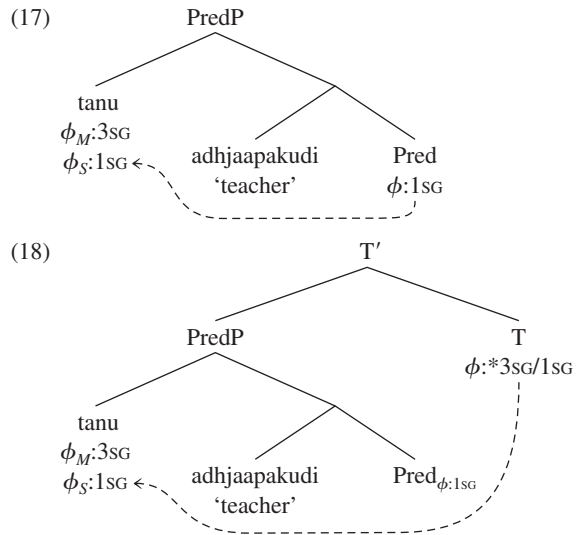 (17) PredP
tanu
ϕM:3SG adhjaapakudi Pred
ϕS:1SG ‘teacher’ ϕ:1SG
(18) T′
PredP T
ϕ:*3SG/1SG
tanu
ϕM:3SG adhjaapakudi Predϕ:1SG
ϕS:1SG ‘teacher’